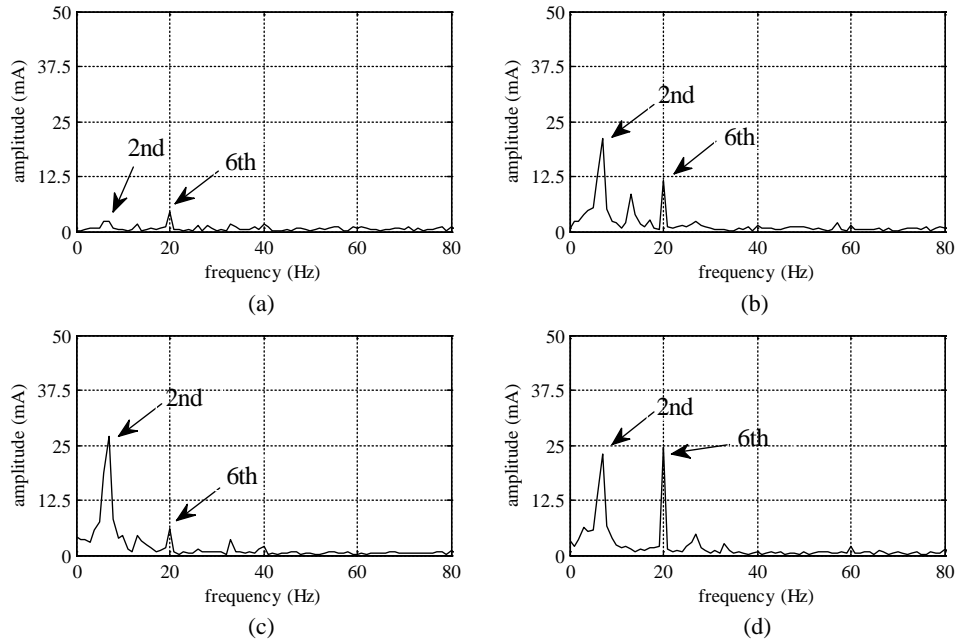 50
37.5
25
12.5
0
amplitude (mA)
2nd
6th
0 20 40 60 80
frequency (Hz)
(a)
50
37.5
25
12.5
0
amplitude (mA)
2nd
6th
0 20 40 60 80
frequency (Hz)
(b)
50
37.5
25
12.5
0
amplitude (mA)
2nd
6th
0 20 40 60 80
frequency (Hz)
(c)
50
37.5
25
12.5
0
amplitude (mA)
2nd
6th
0 20 40 60 80
frequency (Hz)
(d)